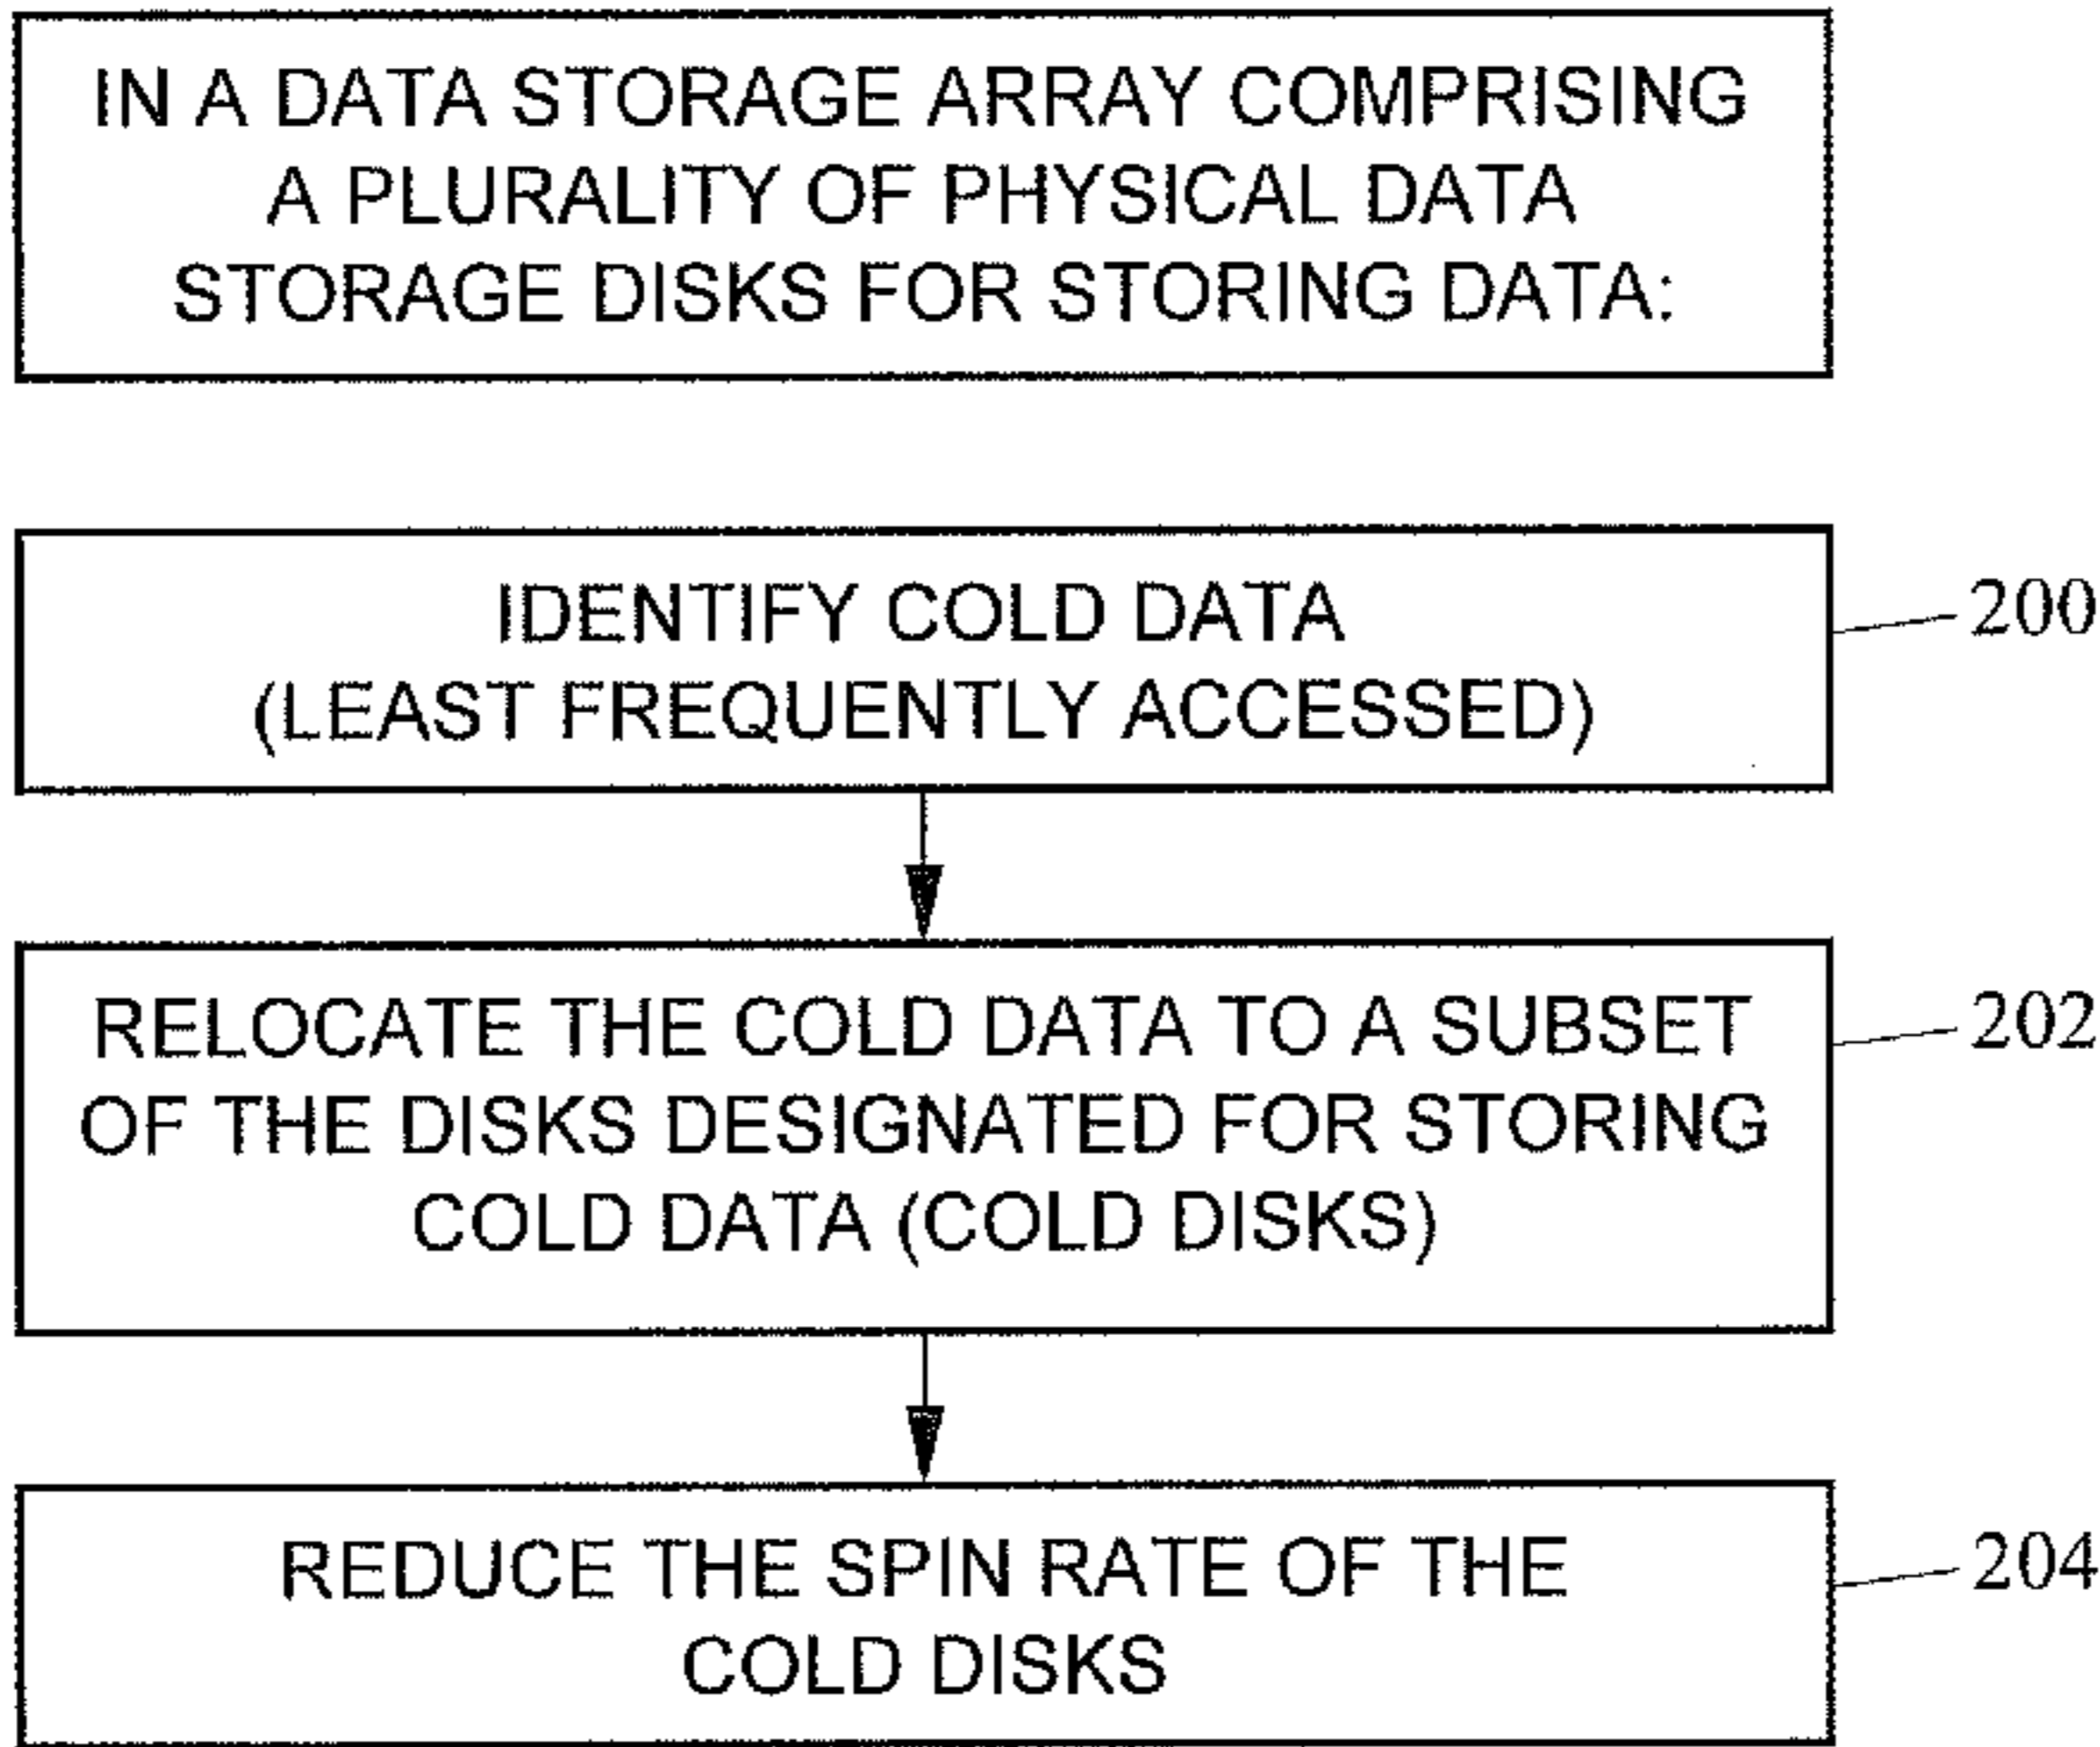 IN A DATA STORAGE ARRAY COMPRISING
A PLURALITY OF PHYSICAL DATA
STORAGE DISKS FOR STORING DATA:
IDENTIFY COLD DATA
(LEAST FREQUENTLY ACCESSED)
200
RELOCATE THE COLD DATA TO A SUBSET
OF THE DISKS DESIGNATED FOR STORING
COLD DATA (COLD DISKS)
202
REDUCE THE SPIN RATE OF THE
COLD DISKS
204